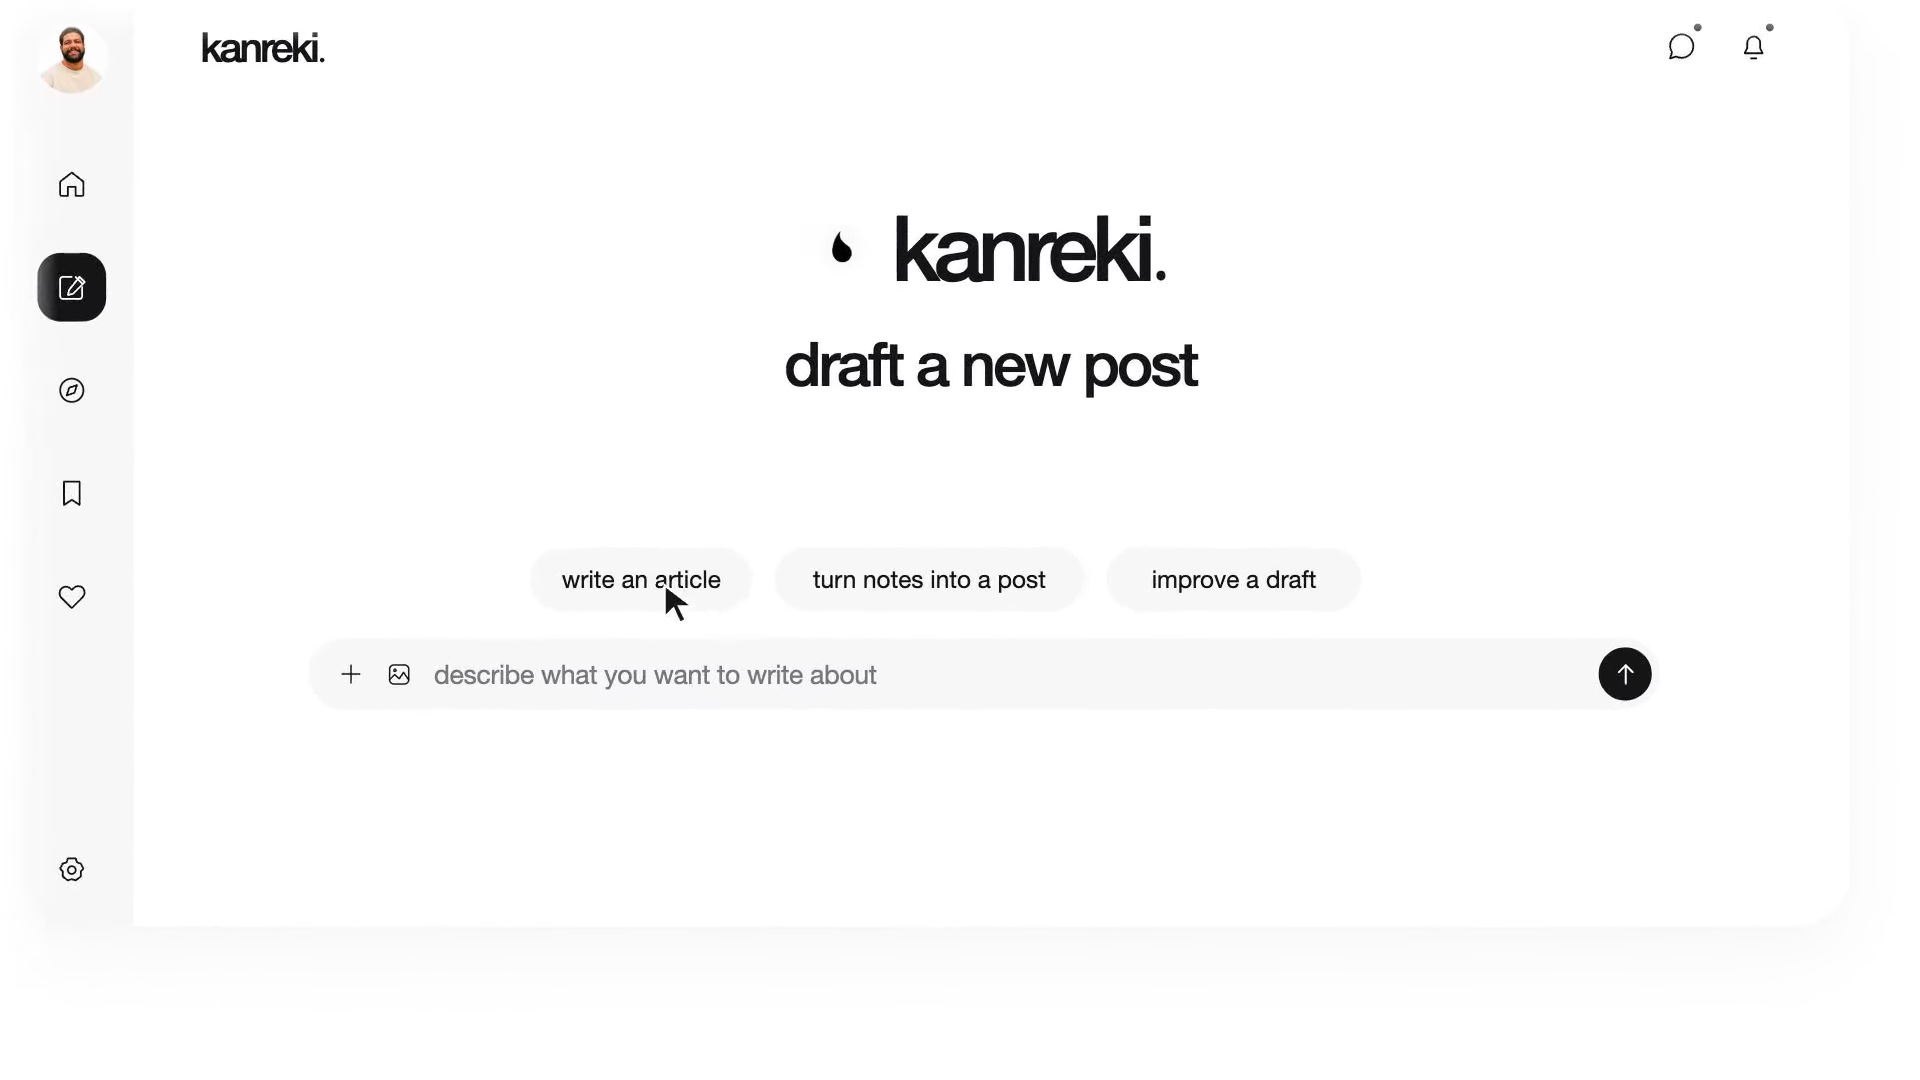 kanreki.
kanreki.
draft a new post
write an article
turn notes into a post
improve a draft
describe what you want to write about